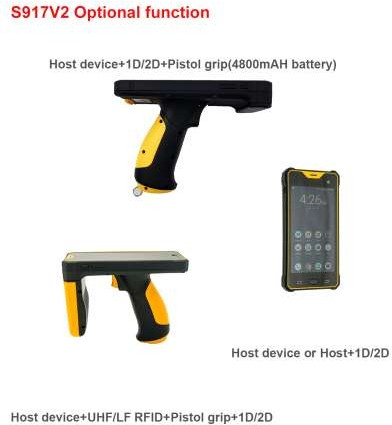 S917V2 Optional function
Host device+1D/2D+Pistol grip(4800mAH battery)
4:26
Host device or Host+1D/2D
Host device+UHF/LF RFID+Pistol grip+1D/2D